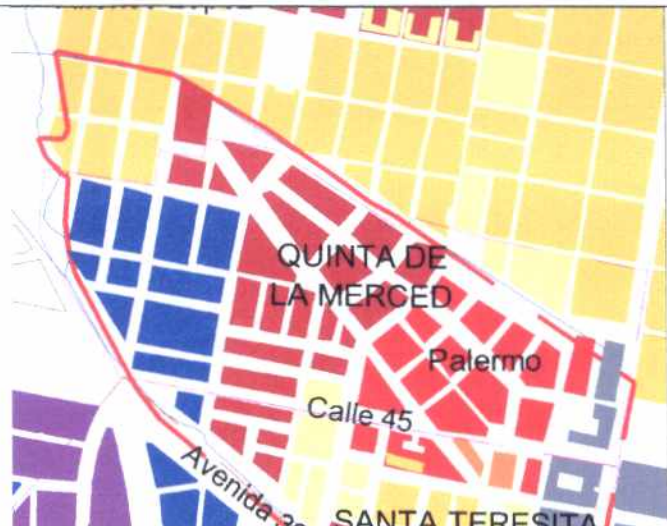 QUINTA DE
LA MERCED
Palermo
Calle 45
Avenida
SANTA TERESITA